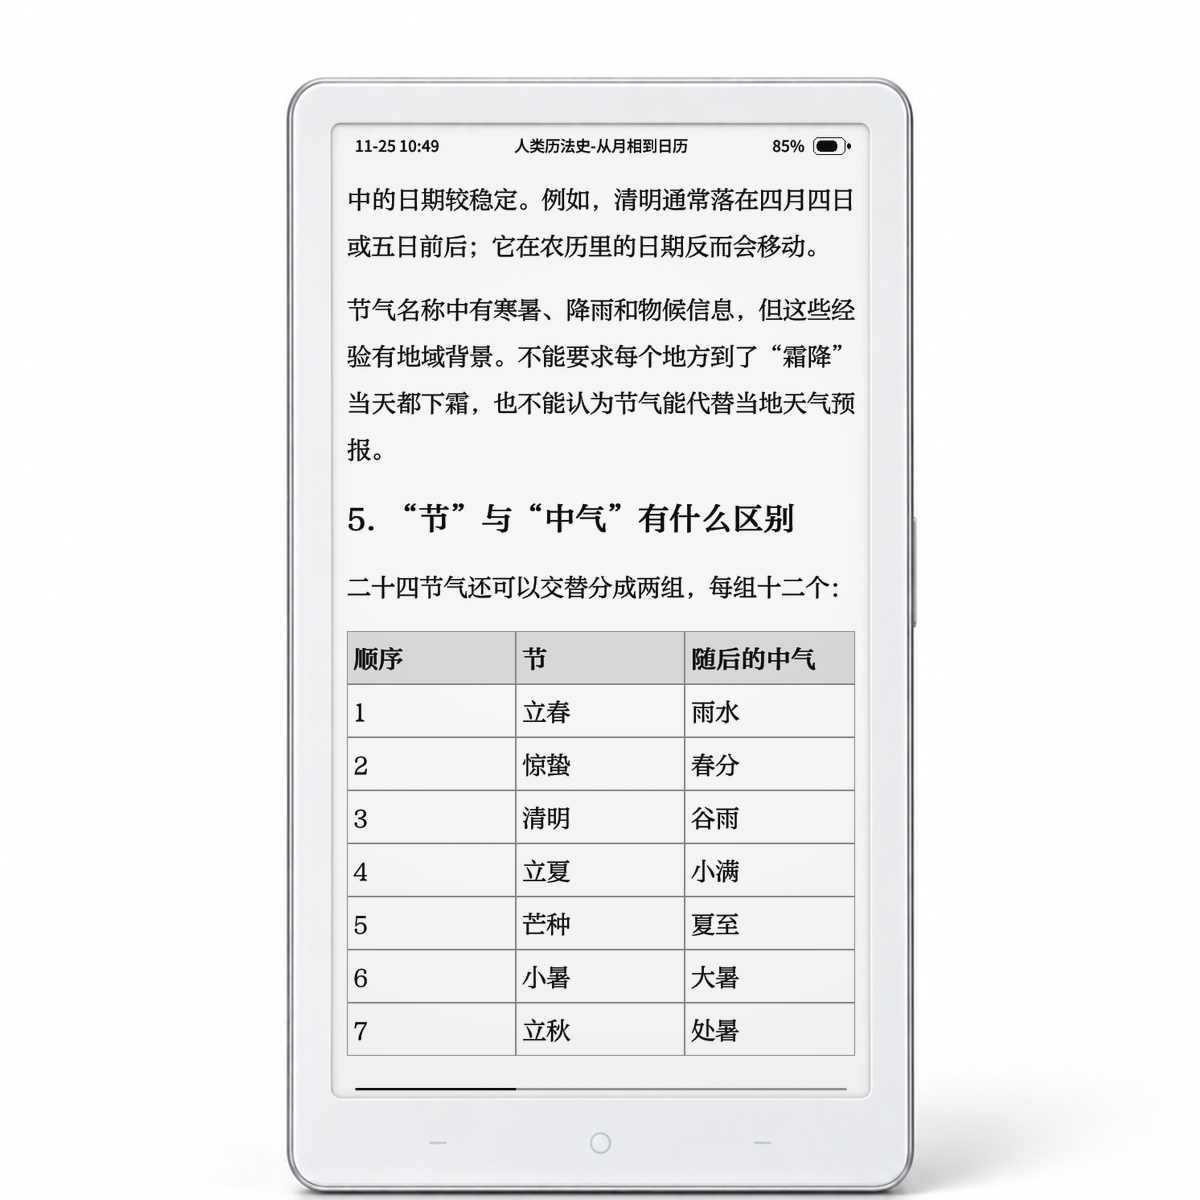 11-25 10:49 人类历法史-从月相到日历 85%
中的日期较稳定。例如，清明通常落在四月四日
或五日前后；它在农历里的日期反而会移动。
节气名称中有寒暑、降雨和物候信息，但这些经
验有地域背景。不能要求每个地方到了“霜降”
当天都下霜，也不能认为节气能代替当地天气预
报。
5. “节”与“中气”有什么区别
二十四节气还可以交替分成两组，每组十二个：
顺序 节 随后的中气
1 立春 雨水
2 惊蛰 春分
3 清明 谷雨
4 立夏 小满
5 芒种 夏至
6 小暑 大暑
7 立秋 处暑